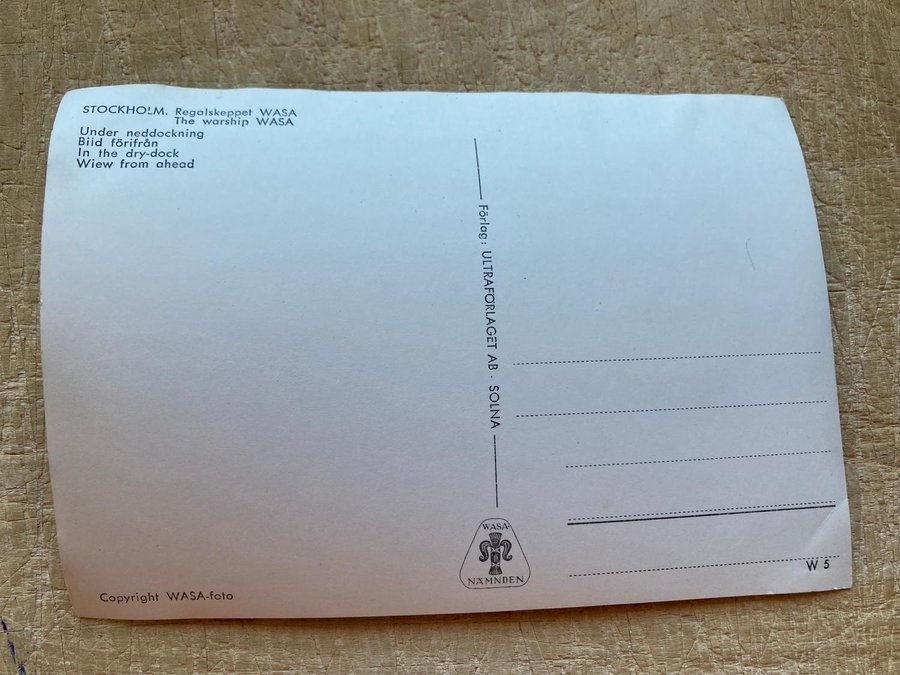 STOCKHOLM. Regalskeppet WASA
The warship WASA
Under neddockning
Bild förifrån
In the dry-dock
Wiew from ahead
Förlag: ULTRAFÖRLAGET AB · SOLNA
WASA-
NÄMNDEN
W 5
Copyright WASA-foto